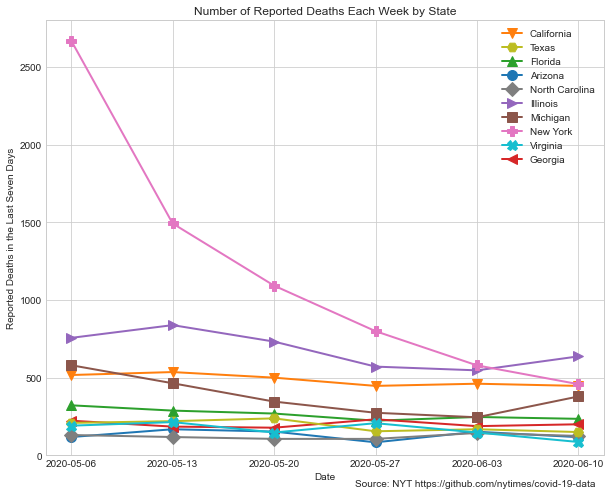 Number of Reported Deaths Each Week by State
California
Texas
Florida
Arizona
North Carolina
Illinois
Michigan
New York
Virginia
Georgia
Reported Deaths in the Last Seven Days
2500
2000
1500
1000
500
0
2020-05-06 2020-05-13 2020-05-20 2020-05-27 2020-06-03 2020-06-10
Date
Source: NYT https://github.com/nytimes/covid-19-data